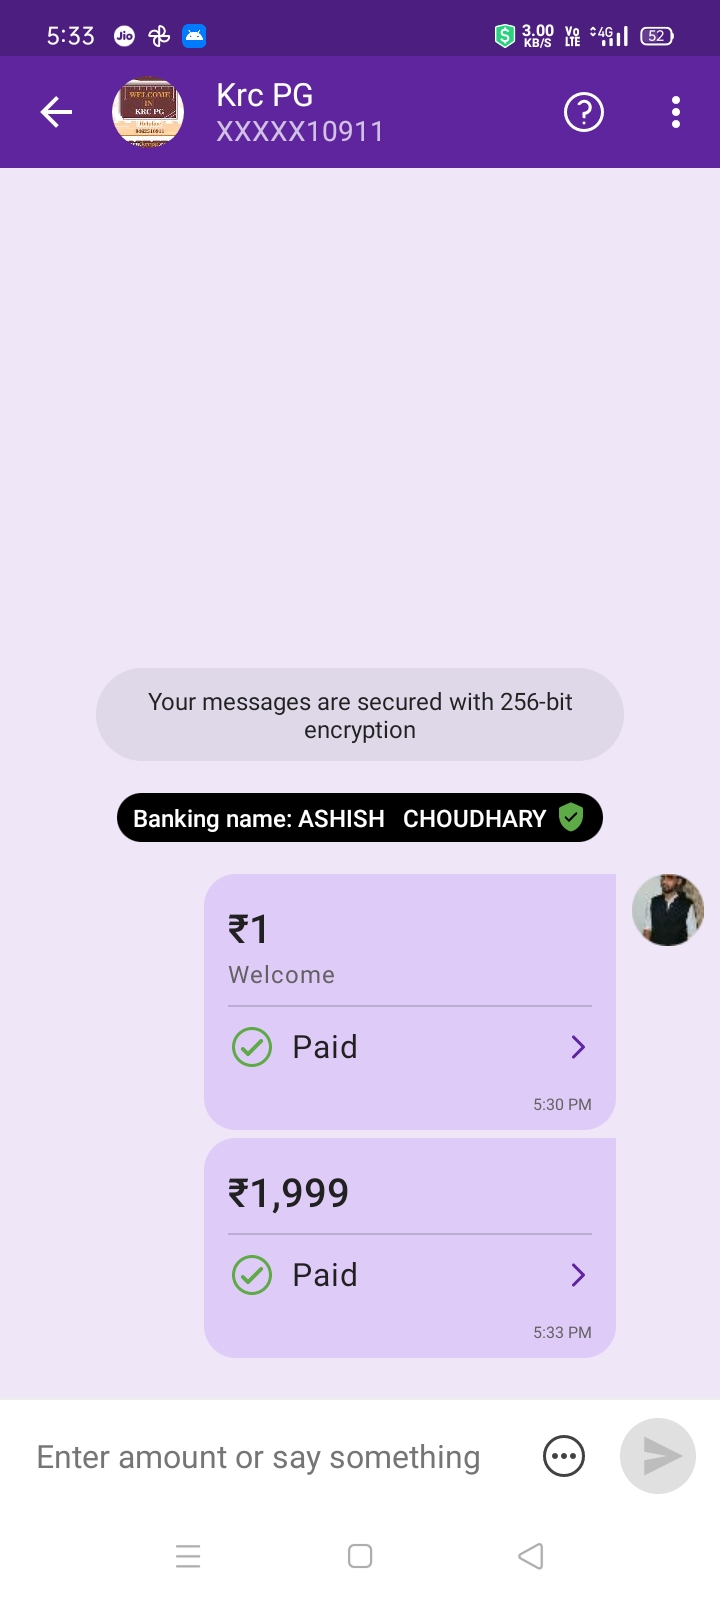 5:33
Jio
3.00
KB/S
Vo
LTE
4G
52
WELCOME
IN
KRC PG
Krc PG
XXXXX10911
Your messages are secured with 256-bit
encryption
Banking name: ASHISH CHOUDHARY
₹1
Welcome
Paid
5:30 PM
₹1,999
Paid
5:33 PM
Enter amount or say something